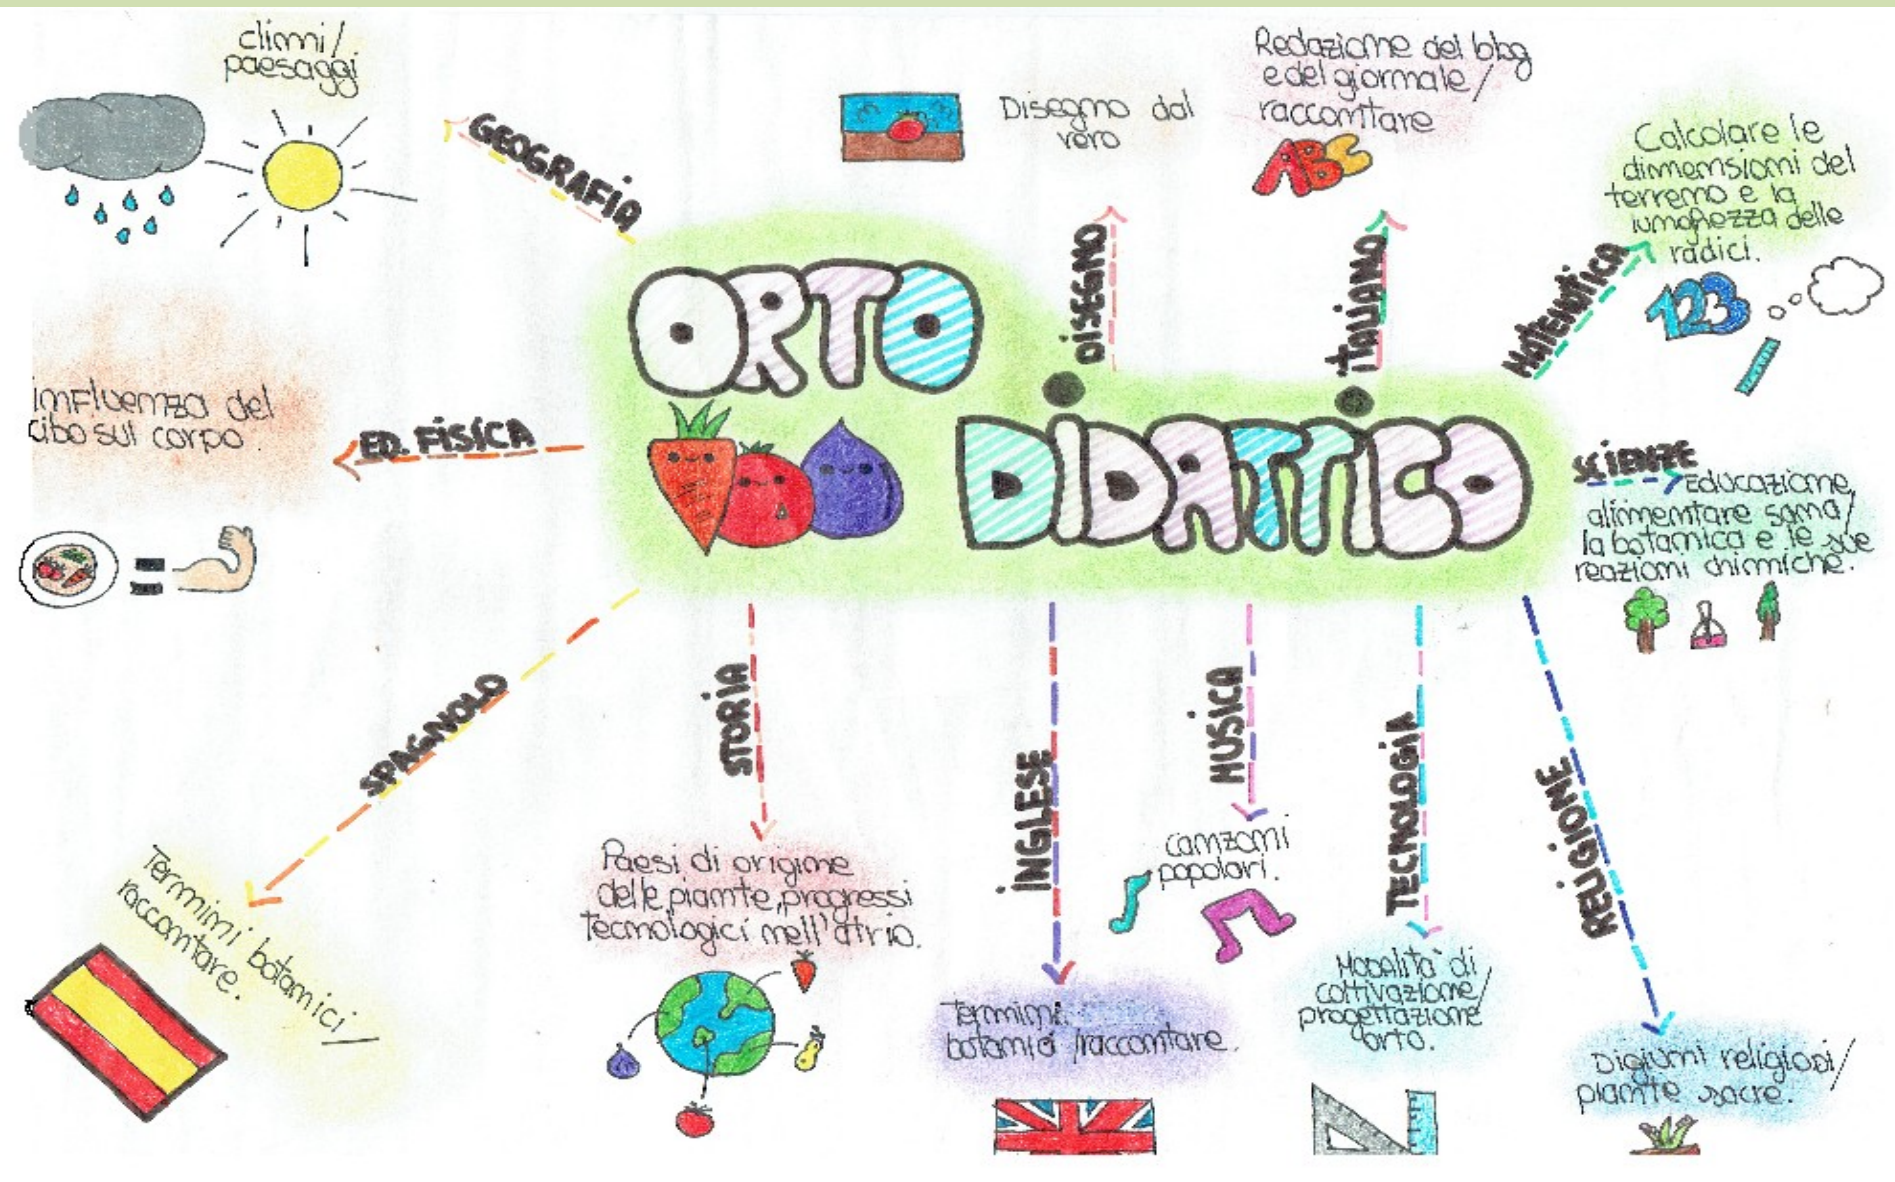 climi/
paesaggi
GEOGRAFIA
Disegno dal
vero
DISEGNO
Redazione del blog
e del giornale/
raccontare
ABC
ITALIANO
Calcolare le
dimensioni del
terreno e la
lunghezza delle
radici.
MATEMATICA
123
ORTO
DIDATTICO
influenza del
cibo sul corpo
ED. FISICA
SCIENZE
Educazione
alimentare sana/
la botanica e le sue
reazioni chimiche.
SPAGNOLO
Termini botanici/
raccontare.
STORIA
Paesi di origine
delle piante, progressi
tecnologici nell'
INGLESE
Termini
botanici /raccontare.
MUSICA
canzoni
popolari.
TECNOLOGIA
Modalità di
coltivazione/
progettazione
orto.
RELIGIONE
Digiuni religiosi/
piante sacre.